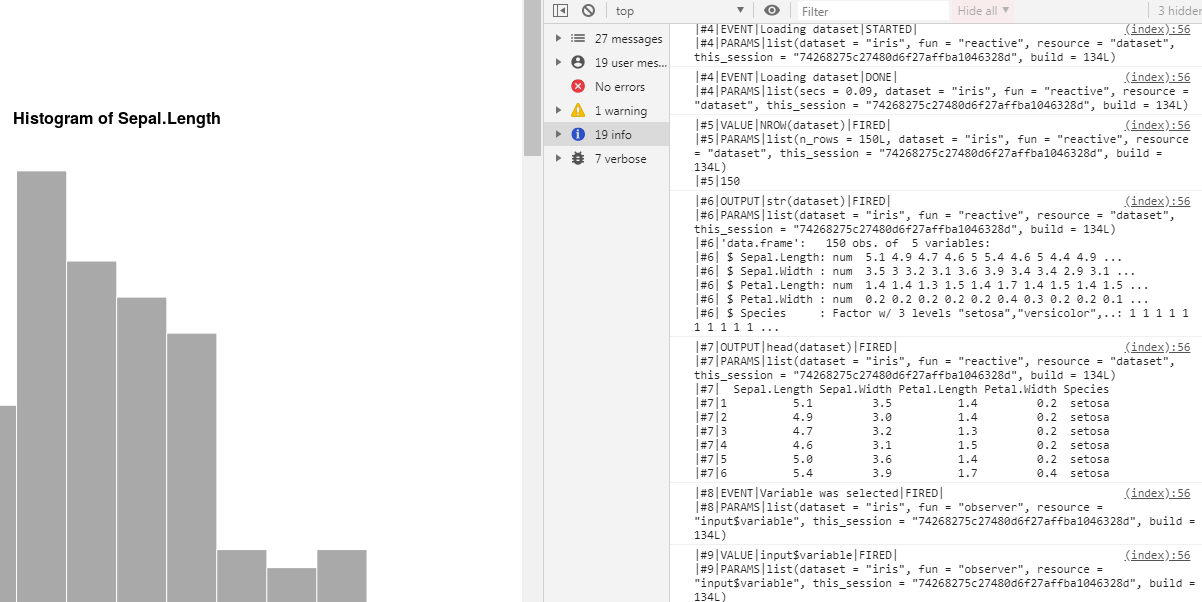 Histogram of Sepal.Length
top
Filter
Hide all
3 hidden
27 messages
19 user mes...
No errors
1 warning
19 info
7 verbose
|#4|EVENT|Loading dataset|STARTED| (index):56
|#4|PARAMS|list(dataset = "iris", fun = "reactive", resource = "dataset",
this_session = "74268275c27480d6f27affba1046328d", build = 134L)
|#4|EVENT|Loading dataset|DONE| (index):56
|#4|PARAMS|list(secs = 0.09, dataset = "iris", fun = "reactive", resource =
"dataset", this_session = "74268275c27480d6f27affba1046328d", build = 134L)
|#5|VALUE|NROW(dataset)|FIRED| (index):56
|#5|PARAMS|list(n_rows = 150L, dataset = "iris", fun = "reactive", resource
= "dataset", this_session = "74268275c27480d6f27affba1046328d", build =
134L)
|#5|150
|#6|OUTPUT|str(dataset)|FIRED| (index):56
|#6|PARAMS|list(dataset = "iris", fun = "reactive", resource = "dataset",
this_session = "74268275c27480d6f27affba1046328d", build = 134L)
|#6|'data.frame':   150 obs. of  5 variables:
|#6| $ Sepal.Length: num  5.1 4.9 4.7 4.6 5 5.4 4.6 5 4.4 4.9 ...
|#6| $ Sepal.Width : num  3.5 3 3.2 3.1 3.6 3.9 3.4 3.4 2.9 3.1 ...
|#6| $ Petal.Length: num  1.4 1.4 1.3 1.5 1.4 1.7 1.4 1.5 1.4 1.5 ...
|#6| $ Petal.Width : num  0.2 0.2 0.2 0.2 0.2 0.4 0.3 0.2 0.2 0.1 ...
|#6| $ Species     : Factor w/ 3 levels "setosa","versicolor",..: 1 1 1 1 1
1 1 1 1 1 ...
|#7|OUTPUT|head(dataset)|FIRED| (index):56
|#7|PARAMS|list(dataset = "iris", fun = "reactive", resource = "dataset",
this_session = "74268275c27480d6f27affba1046328d", build = 134L)
|#7|  Sepal.Length Sepal.Width Petal.Length Petal.Width Species
|#7|1          5.1         3.5          1.4         0.2  setosa
|#7|2          4.9         3.0          1.4         0.2  setosa
|#7|3          4.7         3.2          1.3         0.2  setosa
|#7|4          4.6         3.1          1.5         0.2  setosa
|#7|5          5.0         3.6          1.4         0.2  setosa
|#7|6          5.4         3.9          1.7         0.4  setosa
|#8|EVENT|Variable was selected|FIRED| (index):56
|#8|PARAMS|list(dataset = "iris", fun = "observer", resource =
"input$variable", this_session = "74268275c27480d6f27affba1046328d", build =
134L)
|#9|VALUE|input$variable|FIRED| (index):56
|#9|PARAMS|list(dataset = "iris", fun = "observer", resource =
"input$variable", this_session = "74268275c27480d6f27affba1046328d", build =
134L)